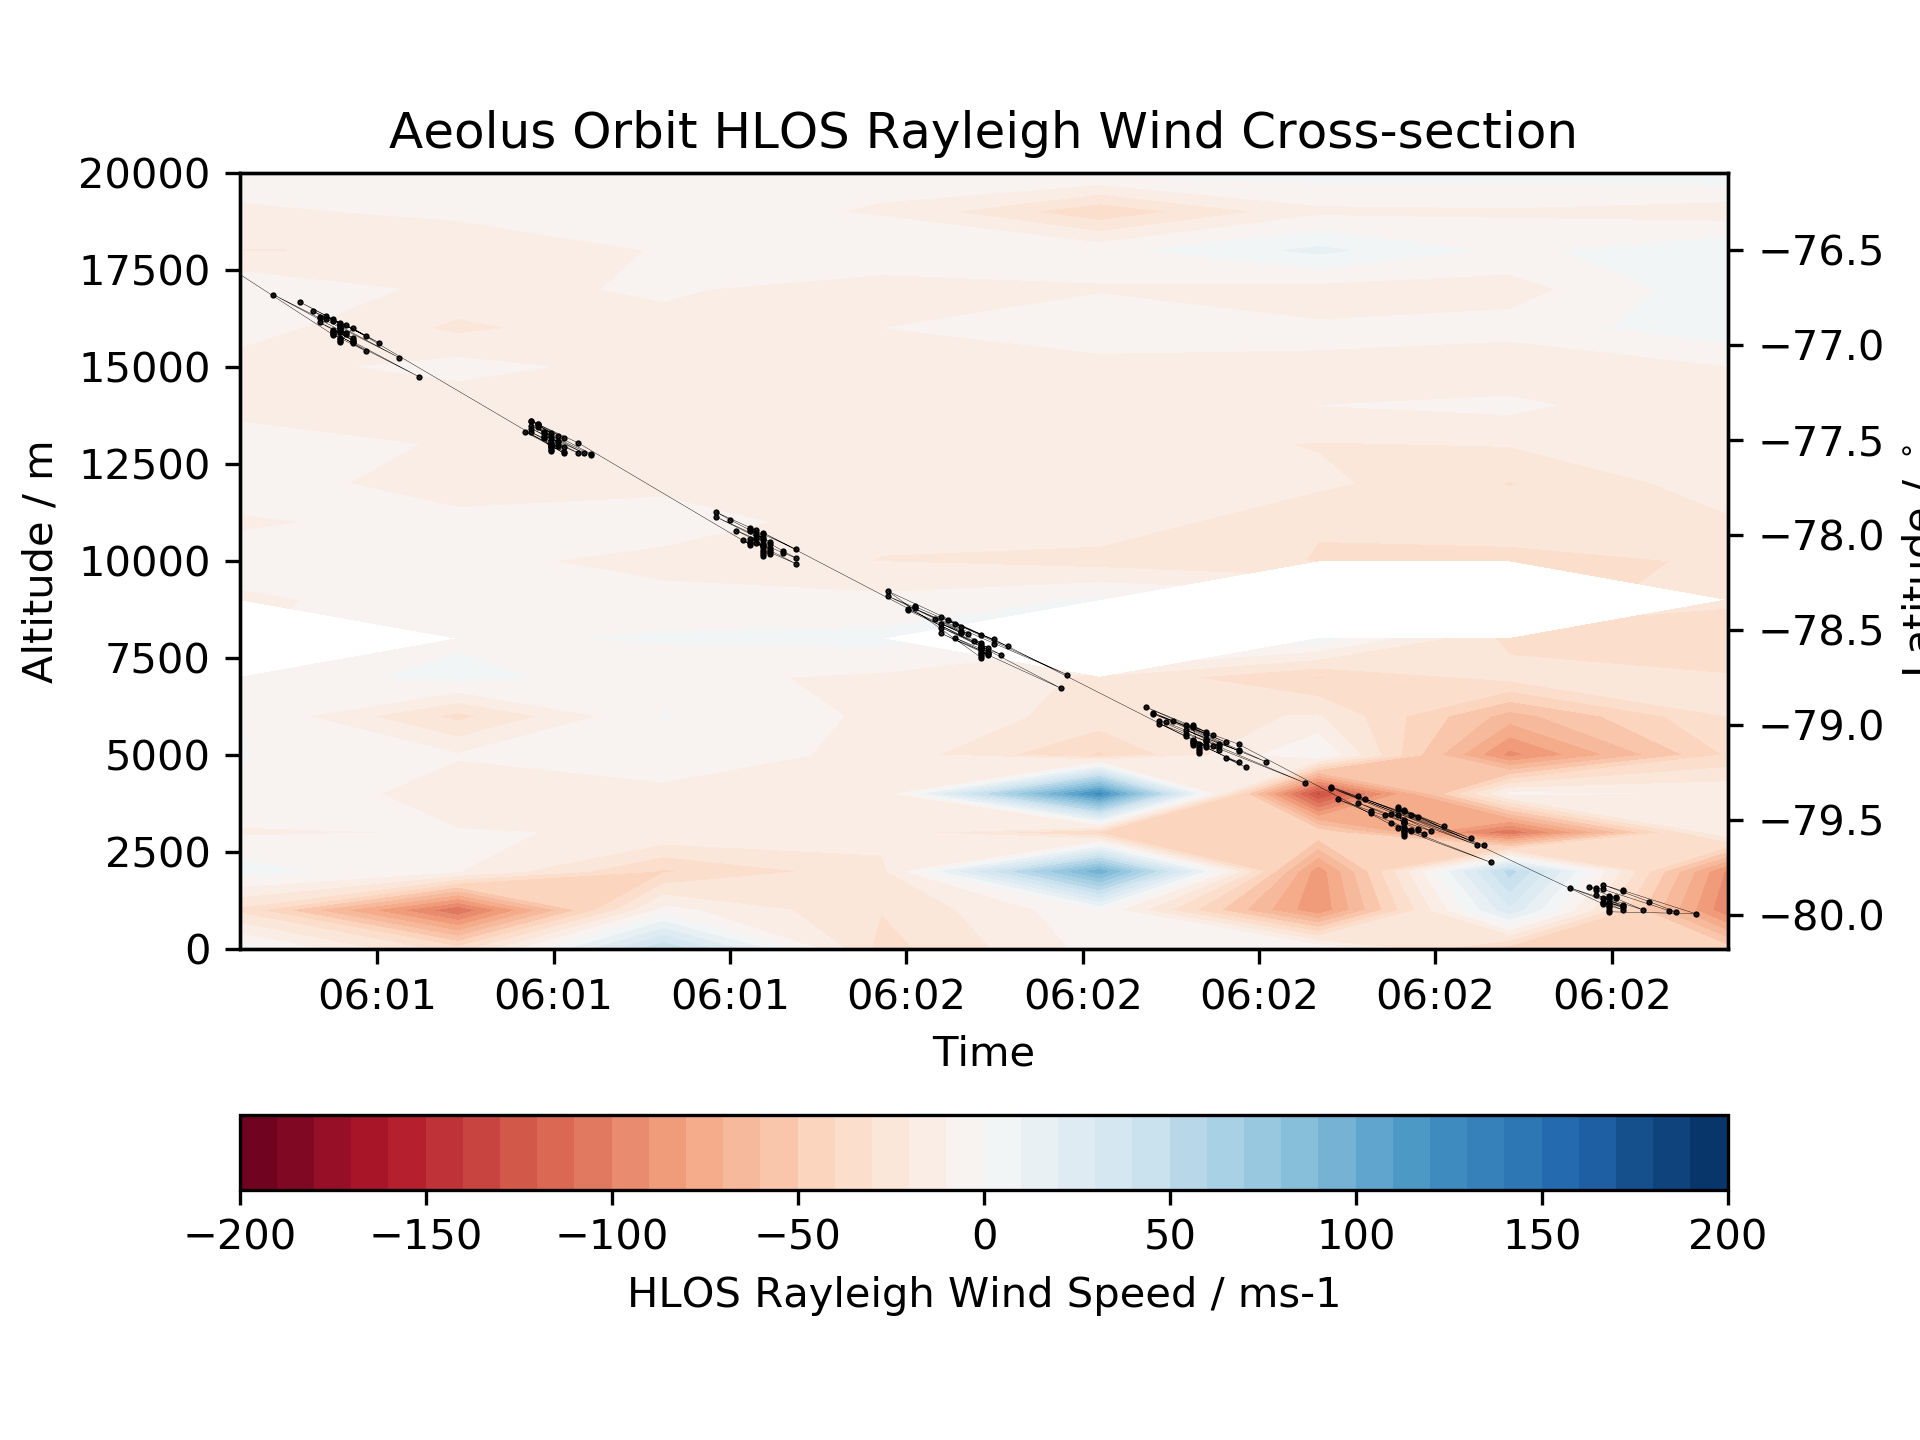 Aeolus Orbit HLOS Rayleigh Wind Cross-section
20000
17500
15000
12500
10000
7500
5000
2500
0
Altitude / m
−76.5
−77.0
−77.5
−78.0
−78.5
−79.0
−79.5
−80.0
Latitude / °
06:01 06:01 06:01 06:02 06:02 06:02 06:02 06:02
Time
−200 −150 −100 −50 0 50 100 150 200
HLOS Rayleigh Wind Speed / ms-1